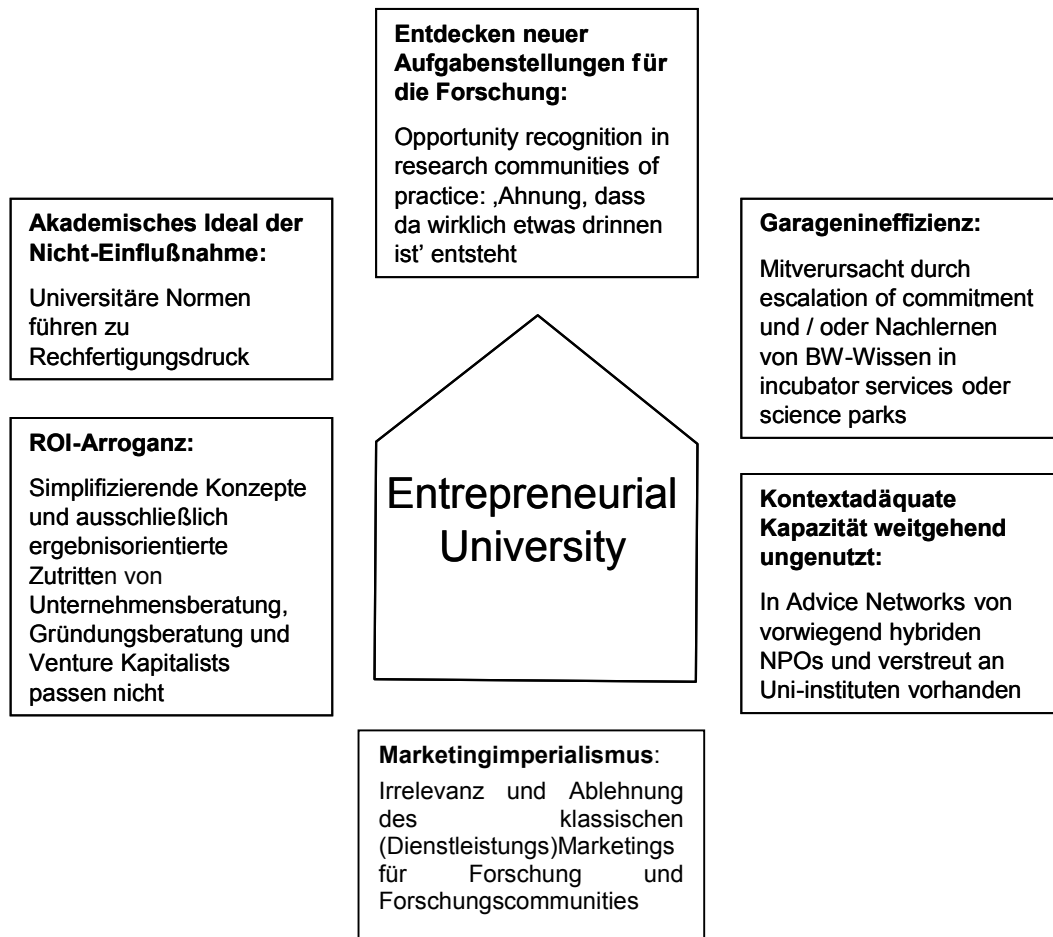 Entdecken neuer
Aufgabenstellungen für
die Forschung:
Opportunity recognition in
research communities of
practice: ‚Ahnung, dass
da wirklich etwas drinnen
ist’ entsteht
Akademisches Ideal der
Nicht-Einflußnahme:
Universitäre Normen
führen zu
Rechfertigungsdruck
Garagenineffizienz:
Mitverursacht durch
escalation of commitment
und / oder Nachlernen
von BW-Wissen in
incubator services oder
science parks
ROI-Arroganz:
Simplifizierende Konzepte
und ausschließlich
ergebnisorientierte
Zutritten von
Unternehmensberatung,
Gründungsberatung und
Venture Kapitalists
passen nicht
Entrepreneurial
University
Kontextadäquate
Kapazität weitgehend
ungenutzt:
In Advice Networks von
vorwiegend hybriden
NPOs und verstreut an
Uni-instituten vorhanden
Marketingimperialismus:
Irrelevanz und Ablehnung
des klassischen
(Dienstleistungs)Marketings
für Forschung und
Forschungscommunities